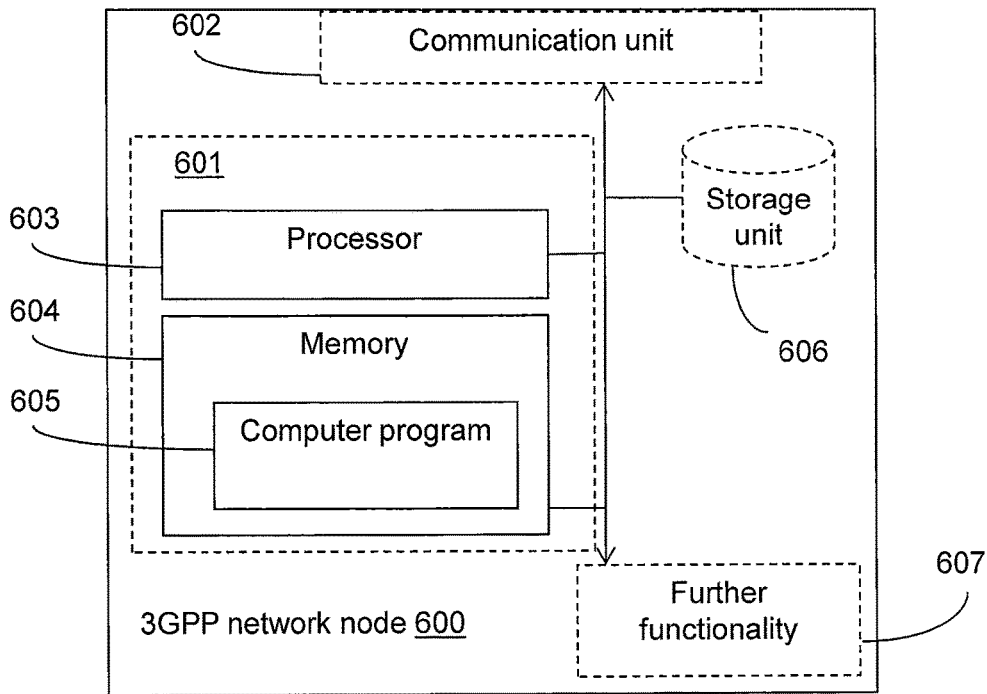 602
Communication unit
601
603
Processor
Storage
unit
604
Memory
606
605
Computer program
607
Further
functionality
3GPP network node 600